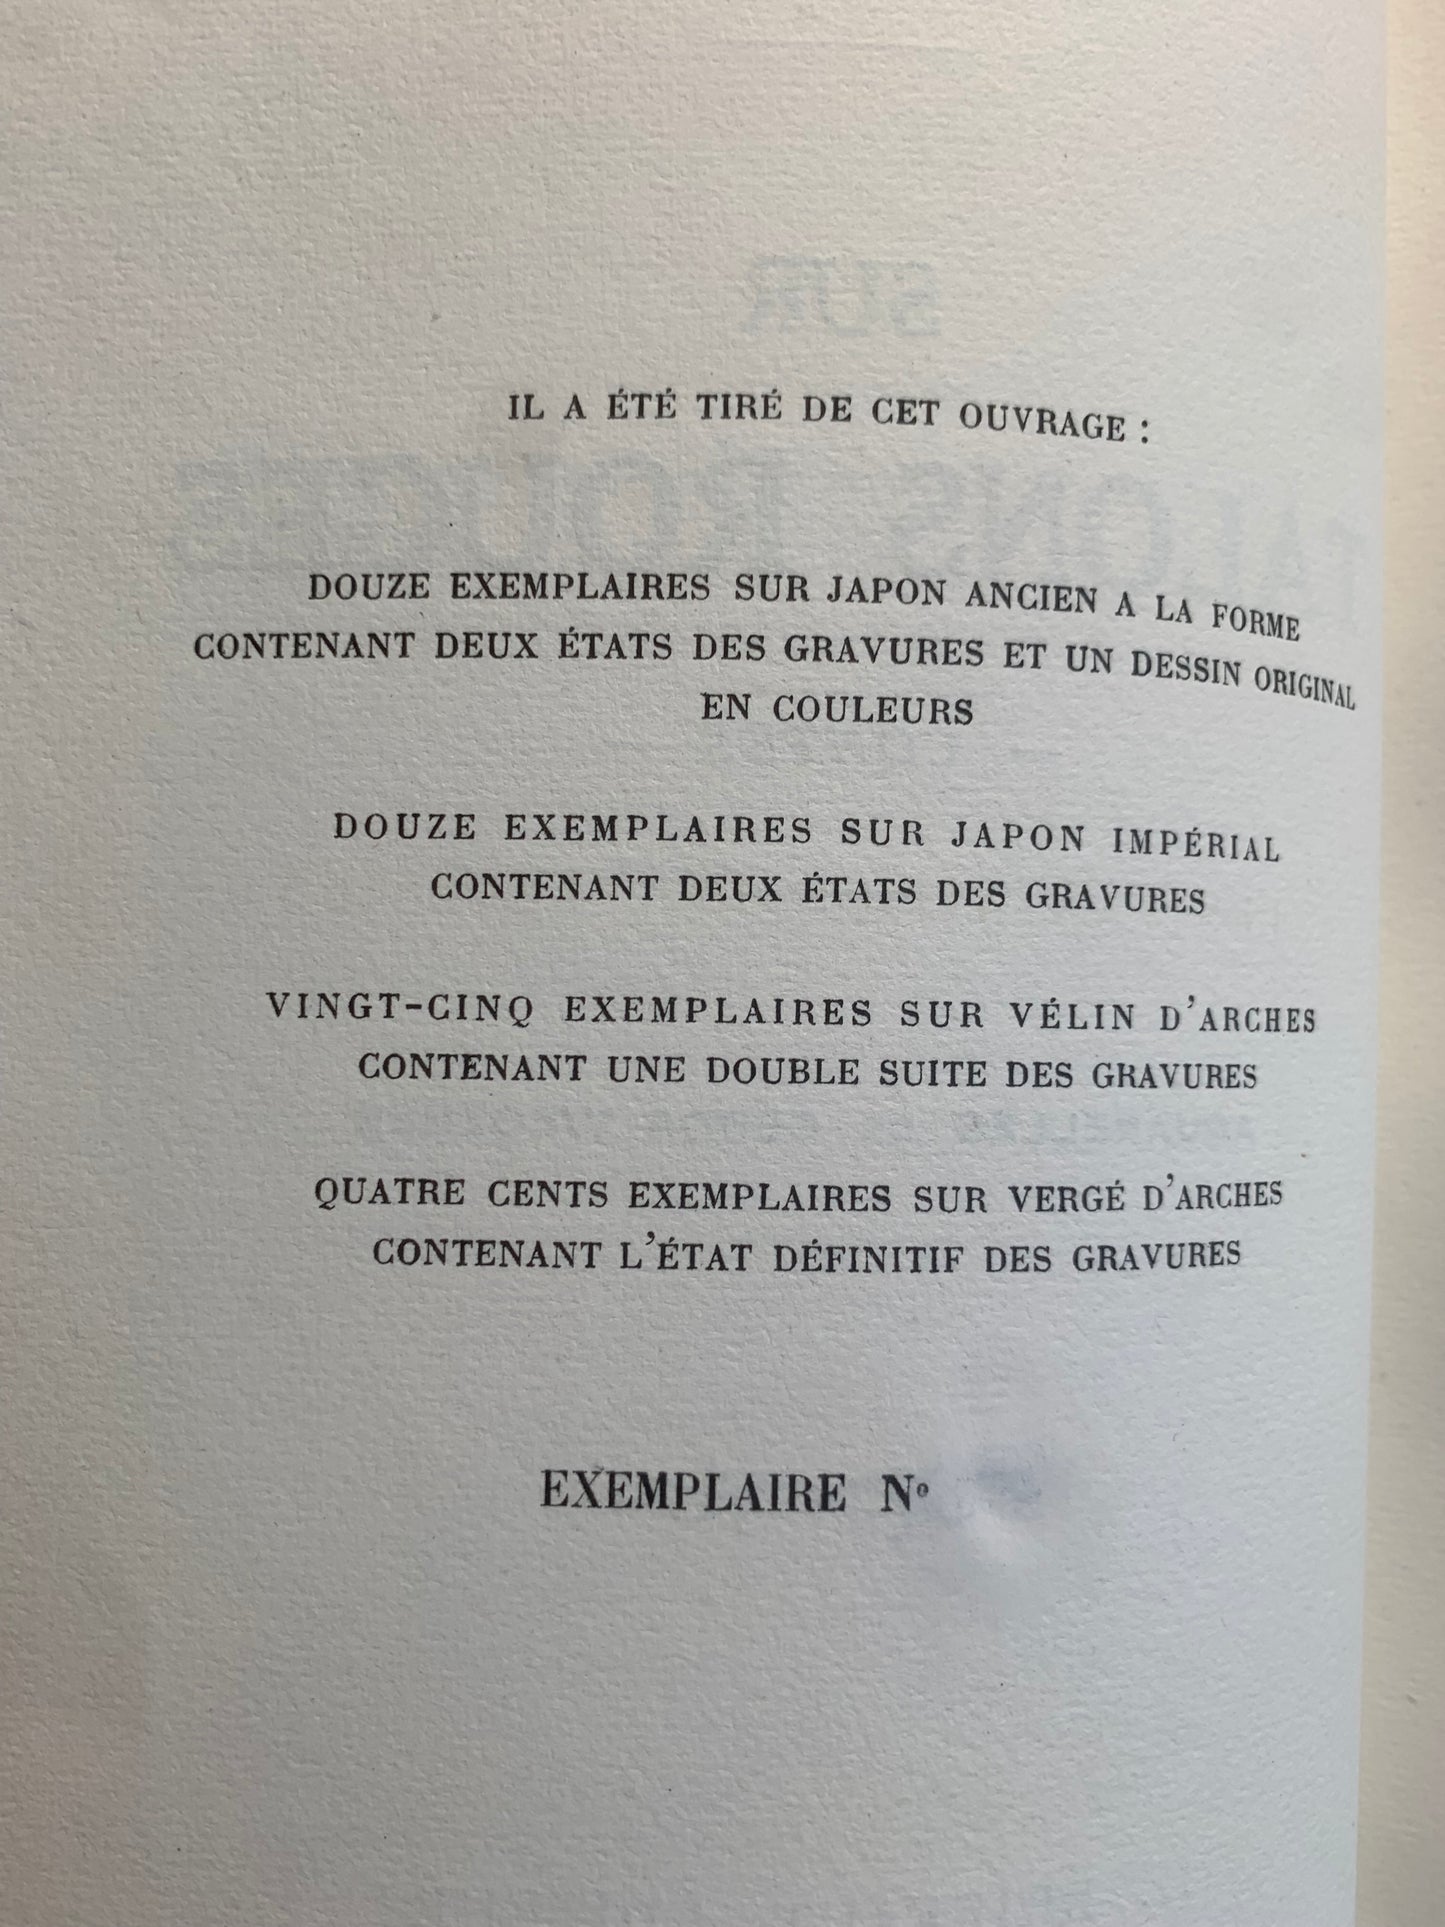 IL A ÉTÉ TIRÉ DE CET OUVRAGE :
DOUZE EXEMPLAIRES SUR JAPON ANCIEN A LA FORME
CONTENANT DEUX ÉTATS DES GRAVURES ET UN DESSIN ORIGINAL
EN COULEURS
DOUZE EXEMPLAIRES SUR JAPON IMPÉRIAL
CONTENANT DEUX ÉTATS DES GRAVURES
VINGT-CINQ EXEMPLAIRES SUR VÉLIN D'ARCHES
CONTENANT UNE DOUBLE SUITE DES GRAVURES
QUATRE CENTS EXEMPLAIRES SUR VERGÉ D'ARCHES
CONTENANT L'ÉTAT DÉFINITIF DES GRAVURES
EXEMPLAIRE Nº